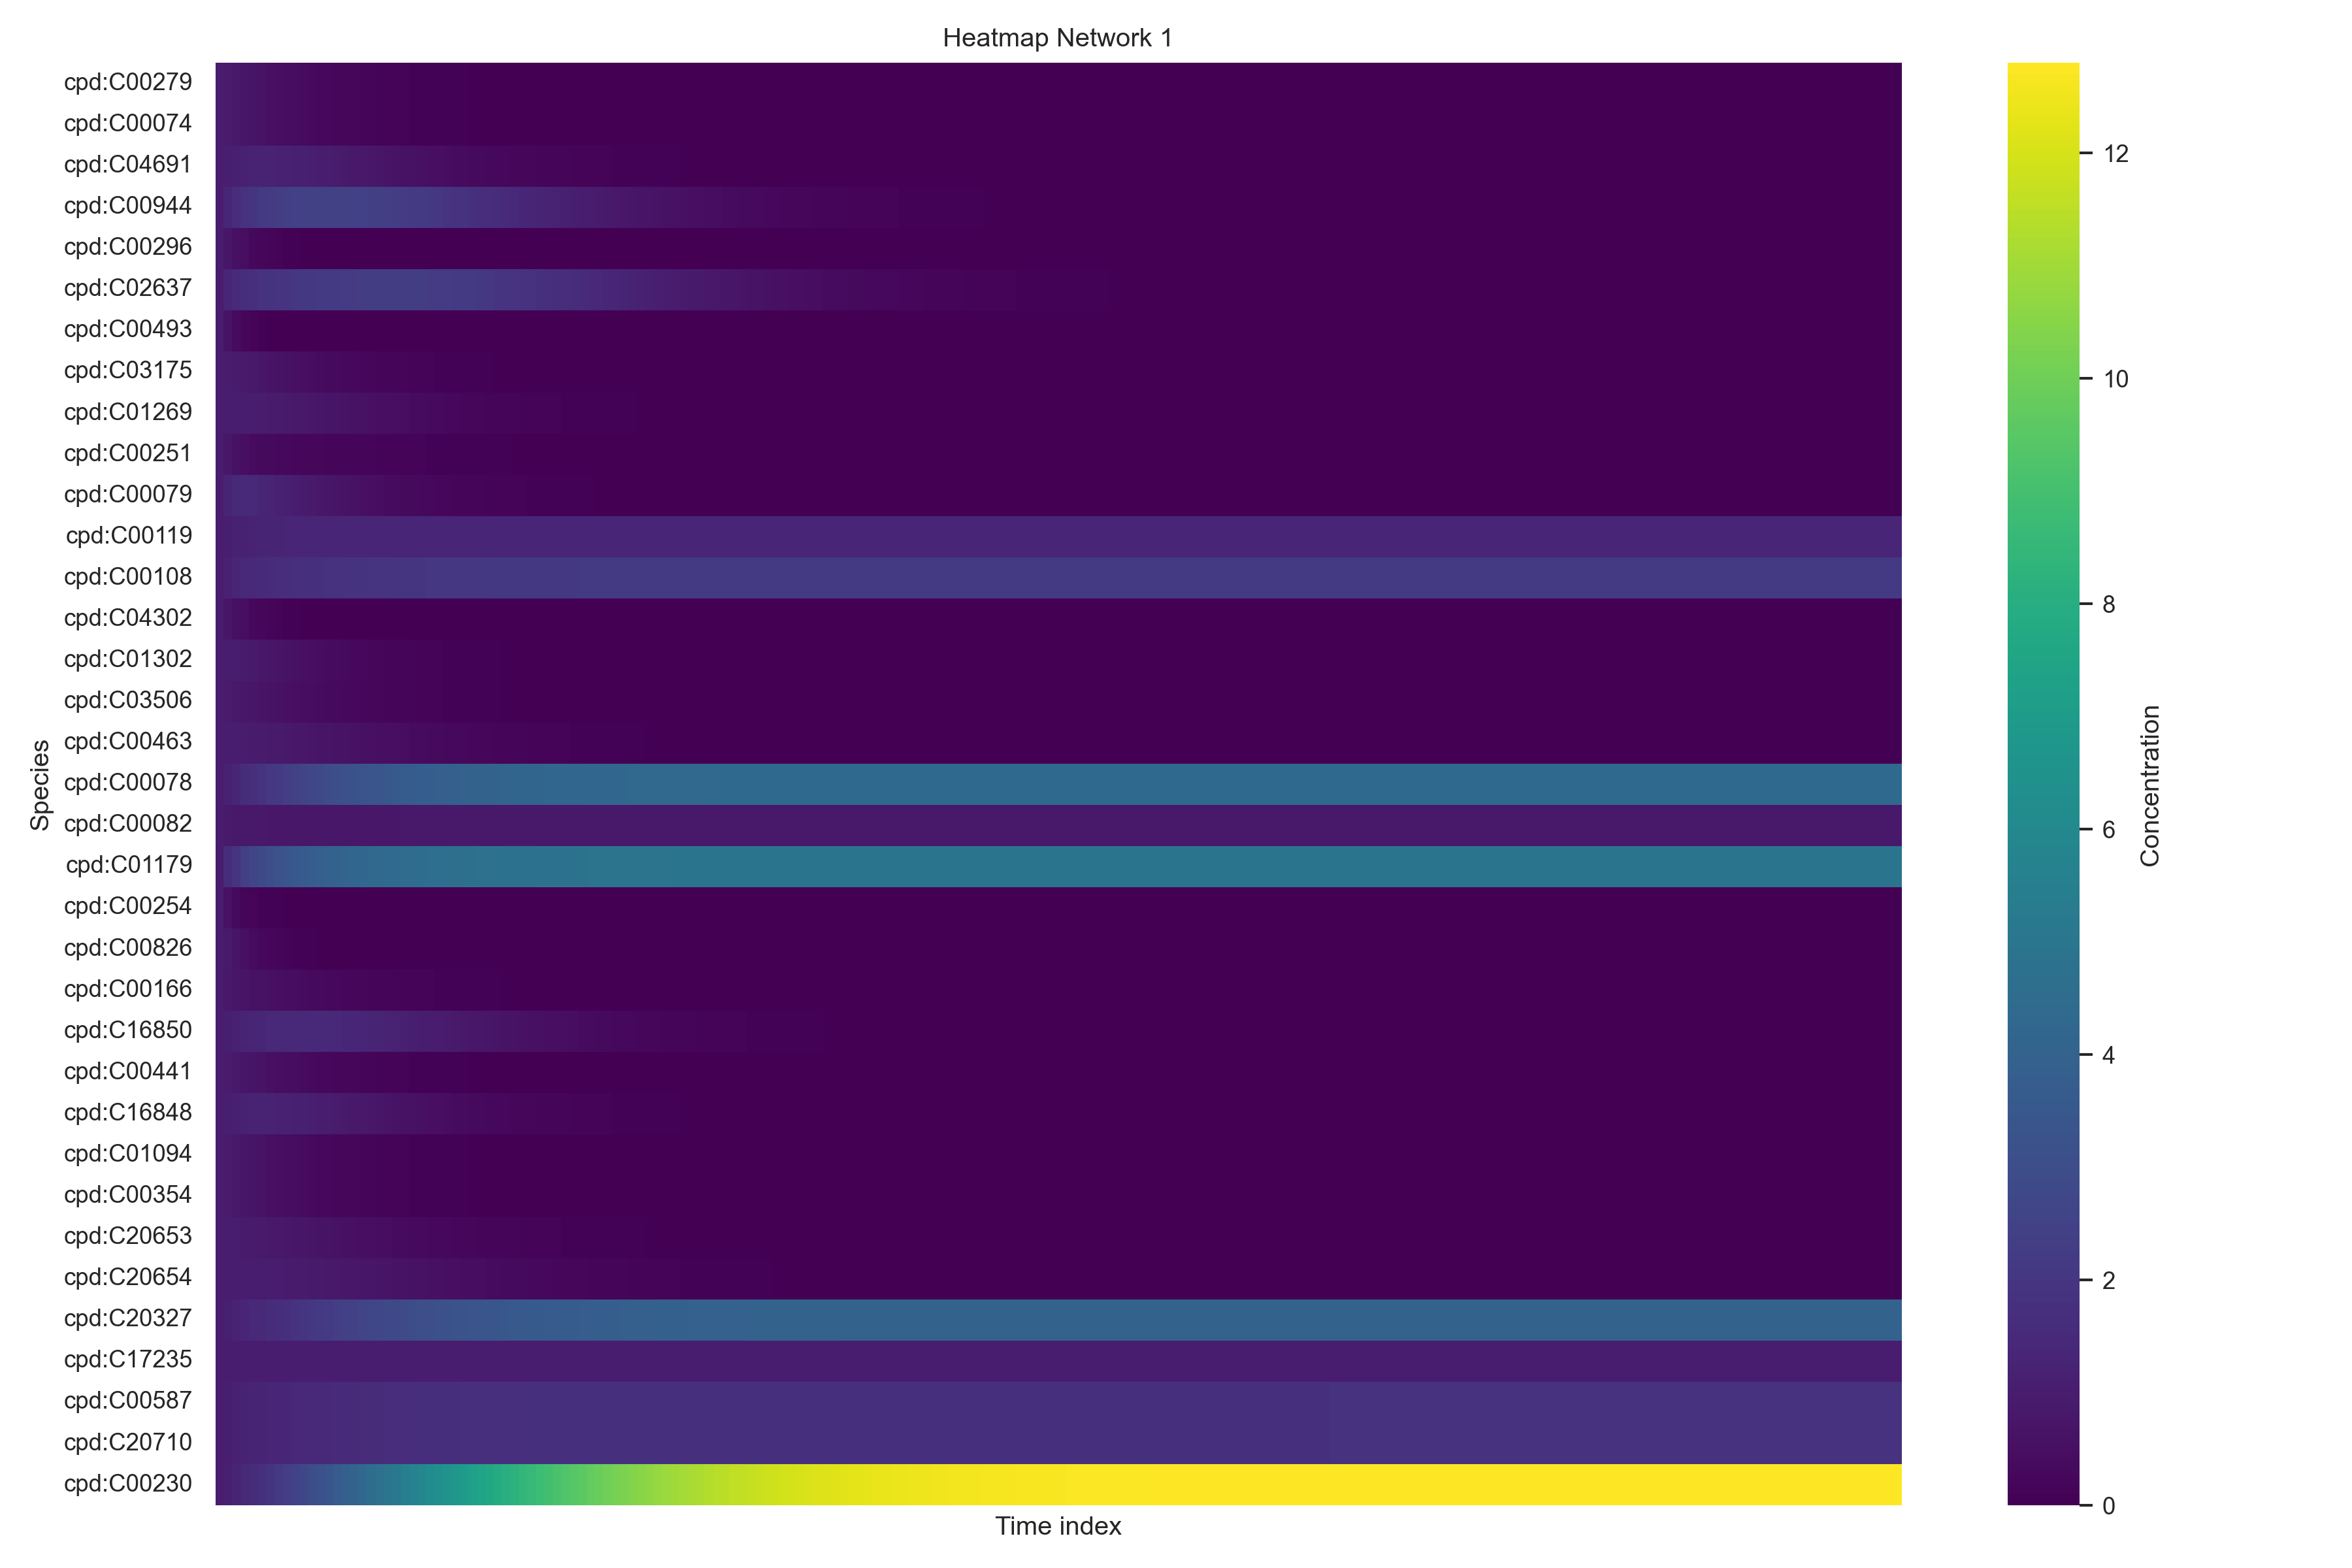 Heatmap Network 1
cpd:C00279
cpd:C00074
cpd:C04691
cpd:C00944
cpd:C00296
cpd:C02637
cpd:C00493
cpd:C03175
cpd:C01269
cpd:C00251
cpd:C00079
cpd:C00119
cpd:C00108
cpd:C04302
cpd:C01302
cpd:C03506
cpd:C00463
cpd:C00078
cpd:C00082
cpd:C01179
cpd:C00254
cpd:C00826
cpd:C00166
cpd:C16850
cpd:C00441
cpd:C16848
cpd:C01094
cpd:C00354
cpd:C20653
cpd:C20654
cpd:C20327
cpd:C17235
cpd:C00587
cpd:C20710
cpd:C00230
Species
Time index
12
10
8
6
4
2
0
Concentration